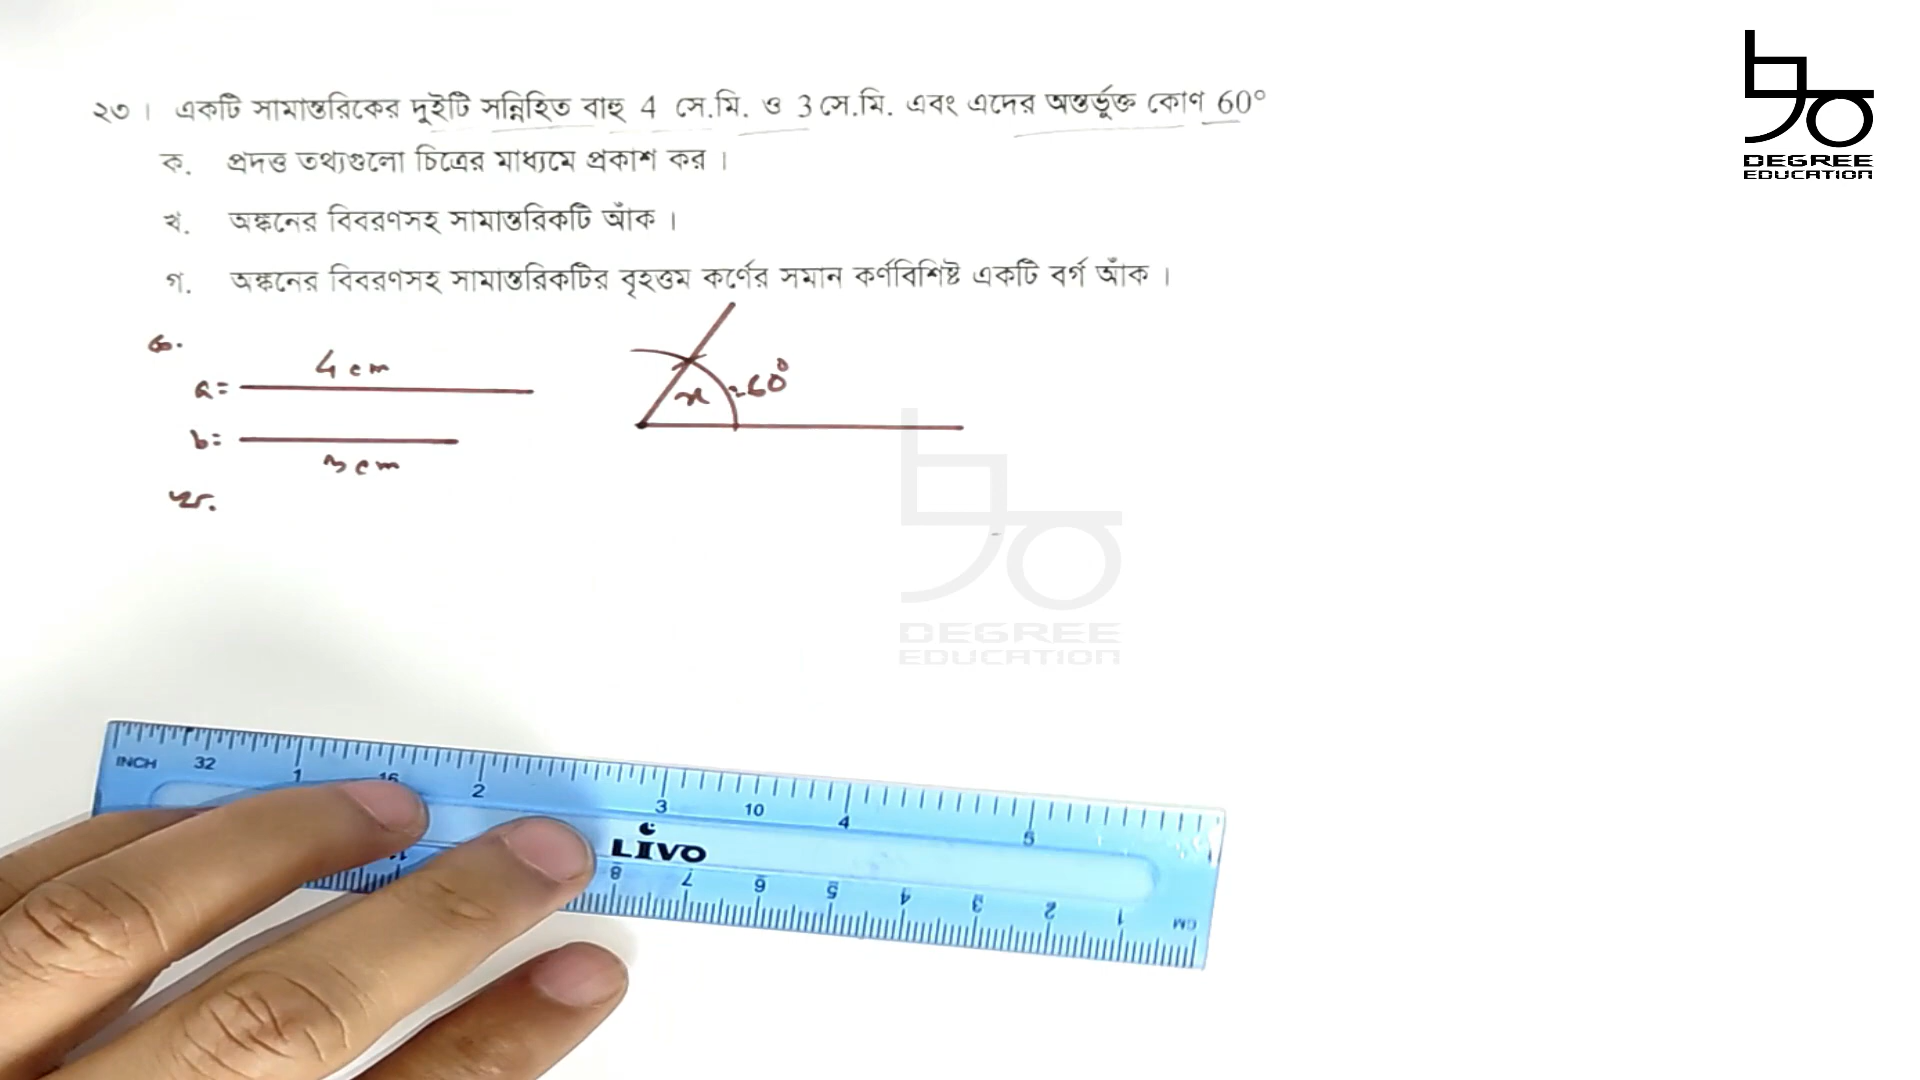 ২৩। একটি সামান্তরিকের দুইটি সন্নিহিত বাহু 4 সে.মি. ও 3 সে.মি. এবং এদের অন্তর্ভুক্ত কোণ 60°
ক. প্রদত্ত তথ্যগুলো চিত্রের মাধ্যমে প্রকাশ কর।
খ. অঙ্কনের বিবরণসহ সামান্তরিকটি আঁক।
গ. অঙ্কনের বিবরণসহ সামান্তরিকটির বৃহত্তম কর্ণের সমান কর্ণবিশিষ্ট একটি বর্গ আঁক।
DEGREE
EDUCATION
ক.
4 cm
a=
b=
3 cm
x =60°
খ.
DEGREE
EDUCATION
INCH 32 1 16 2 3 10 4 5
LIVO
11 8 7 6 5 4 3 2 1 CM